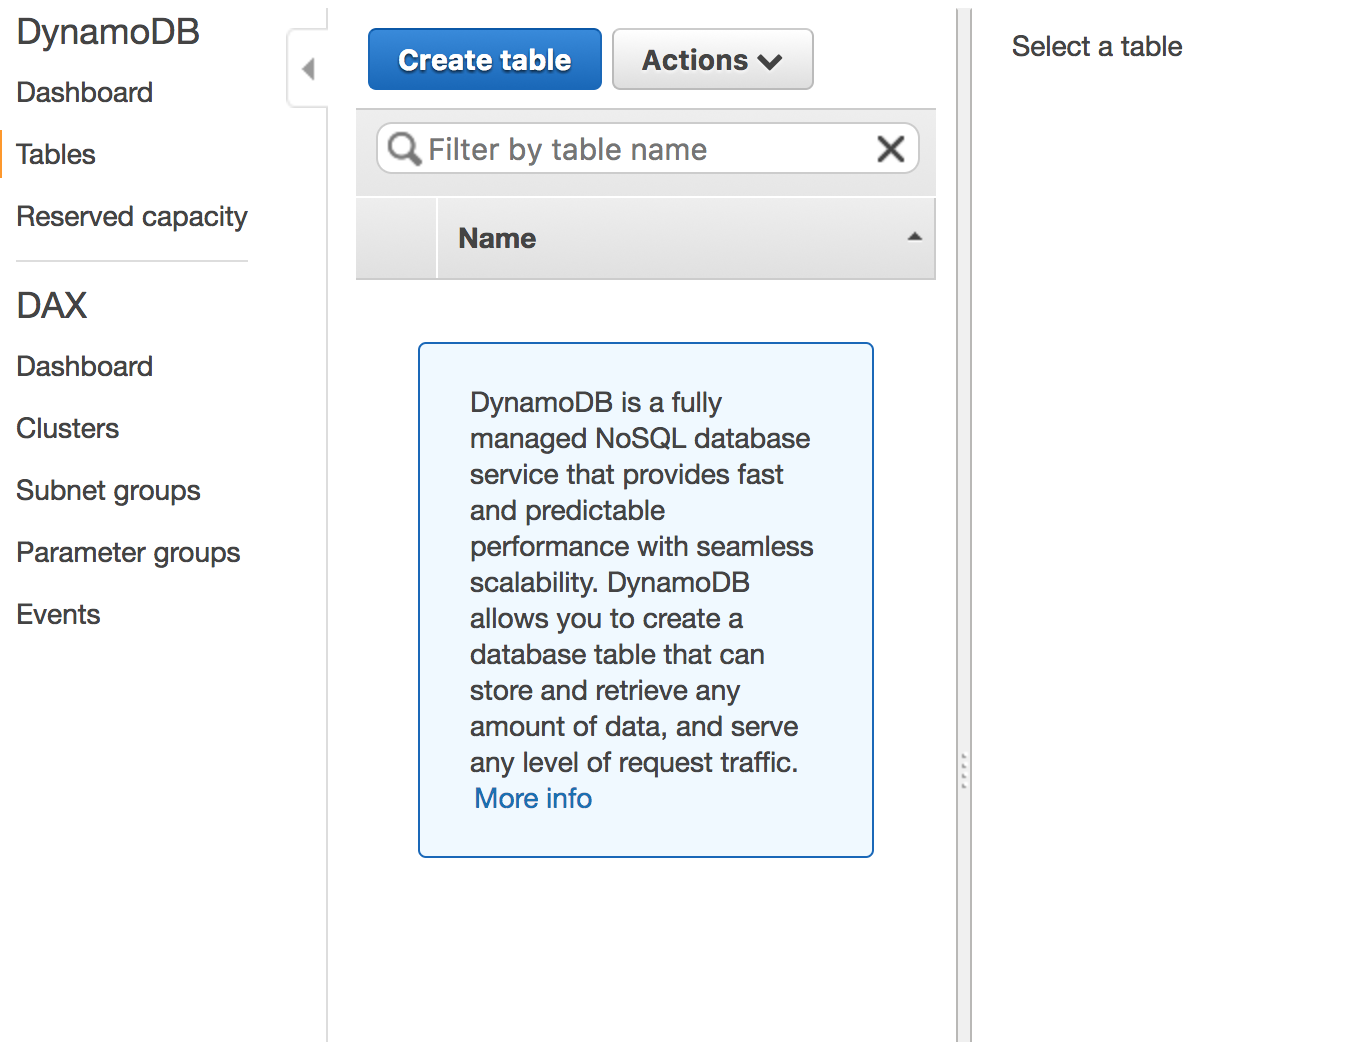 DynamoDB
Dashboard
Tables
Reserved capacity
DAX
Dashboard
Clusters
Subnet groups
Parameter groups
Events
Create table
Actions
Filter by table name
Name
DynamoDB is a fully
managed NoSQL database
service that provides fast
and predictable
performance with seamless
scalability. DynamoDB
allows you to create a
database table that can
store and retrieve any
amount of data, and serve
any level of request traffic.
More info
Select a table